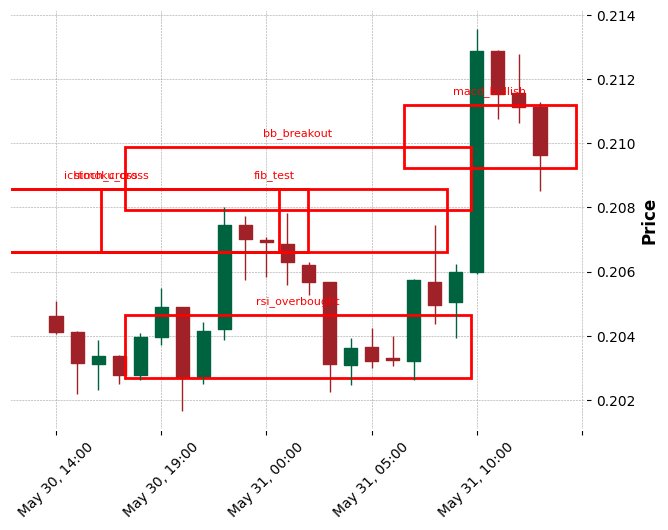 0.214
0.212
macd_bullish
0.210
bb_breakout
fib_test
0.208
0.206
rsi_overbought
0.204
0.202
Price
May 30, 14:00
May 30, 19:00
May 31, 00:00
May 31, 05:00
May 31, 10:00